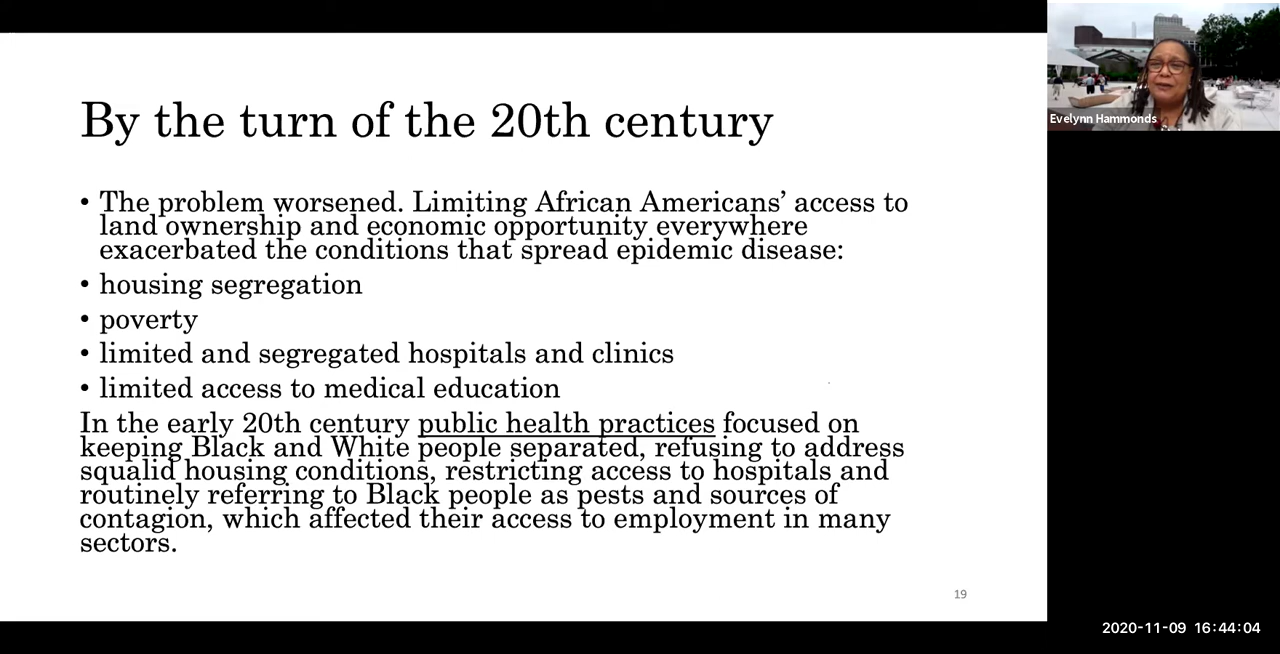 By the turn of the 20th century
• The problem worsened. Limiting African Americans’ access to
land ownership and economic opportunity everywhere
exacerbated the conditions that spread epidemic disease:
• housing segregation
• poverty
• limited and segregated hospitals and clinics
• limited access to medical education
In the early 20th century public health practices focused on
keeping Black and White people separated, refusing to address
squalid housing conditions, restricting access to hospitals and
routinely referring to Black people as pests and sources of
contagion, which affected their access to employment in many
sectors.
19
Evelynn Hammonds
2020-11-09 16:44:04